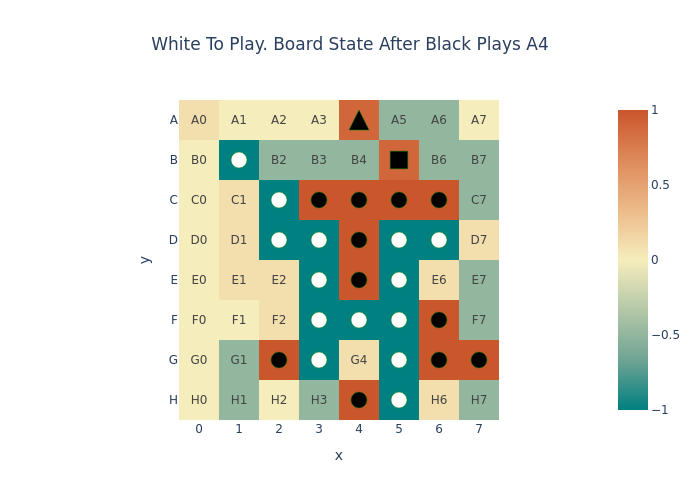 White To Play. Board State After Black Plays A4
A A0 A1 A2 A3 A5 A6 A7
B B0 B2 B3 B4 B6 B7
C C0 C1 C7
D D0 D1 D7
E E0 E1 E2 E6 E7
F F0 F1 F2 F7
G G0 G1 G4
H H0 H1 H2 H3 H6 H7
0 1 2 3 4 5 6 7
x
y
1
0.5
0
−0.5
−1